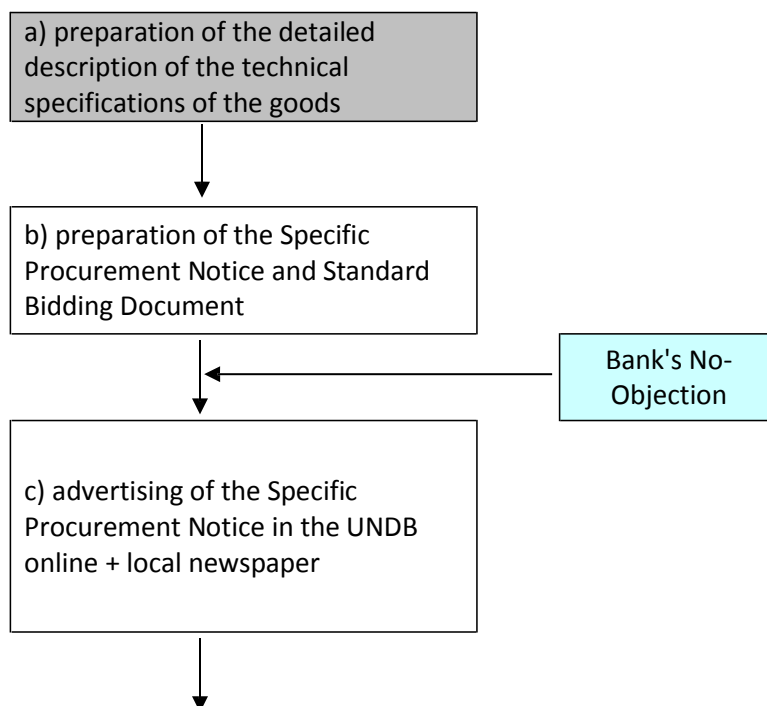 a) preparation of the detailed
description of the technical
specifications of the goods
b) preparation of the Specific
Procurement Notice and Standard
Bidding Document
Bank's No-
Objection
c) advertising of the Specific
Procurement Notice in the UNDB
online + local newspaper